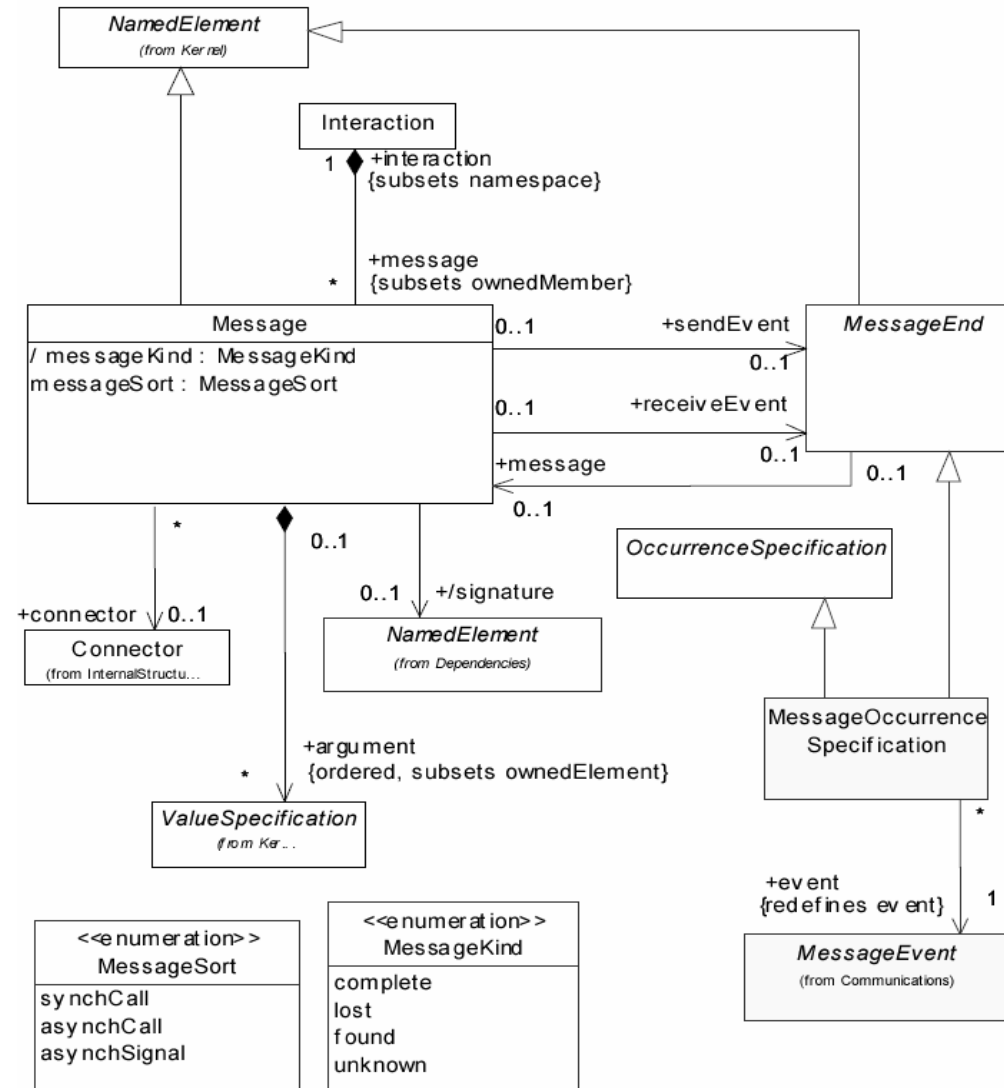 NamedElement
(from Kernel)
Interaction
1
+interaction
{subsets namespace}
+message
*
{subsets ownedMember}
Message
/ messageKind : MessageKind
messageSort : MessageSort
0..1
+sendEvent
0..1
MessageEnd
0..1
+receiveEvent
0..1
+message
0..1
0..1
*
0..1
+connector
0..1
Connector
(from InternalStructu...
0..1
+/signature
NamedElement
(from Dependencies)
OccurrenceSpecification
MessageOccurrence
Specification
+argument
*
{ordered, subsets ownedElement}
ValueSpecification
(from Ker...
*
+event
{redefines event}
1
MessageEvent
(from Communications)
<<enumeration>>
MessageSort
synchCall
asynchCall
asynchSignal
<<enumeration>>
MessageKind
complete
lost
found
unknown